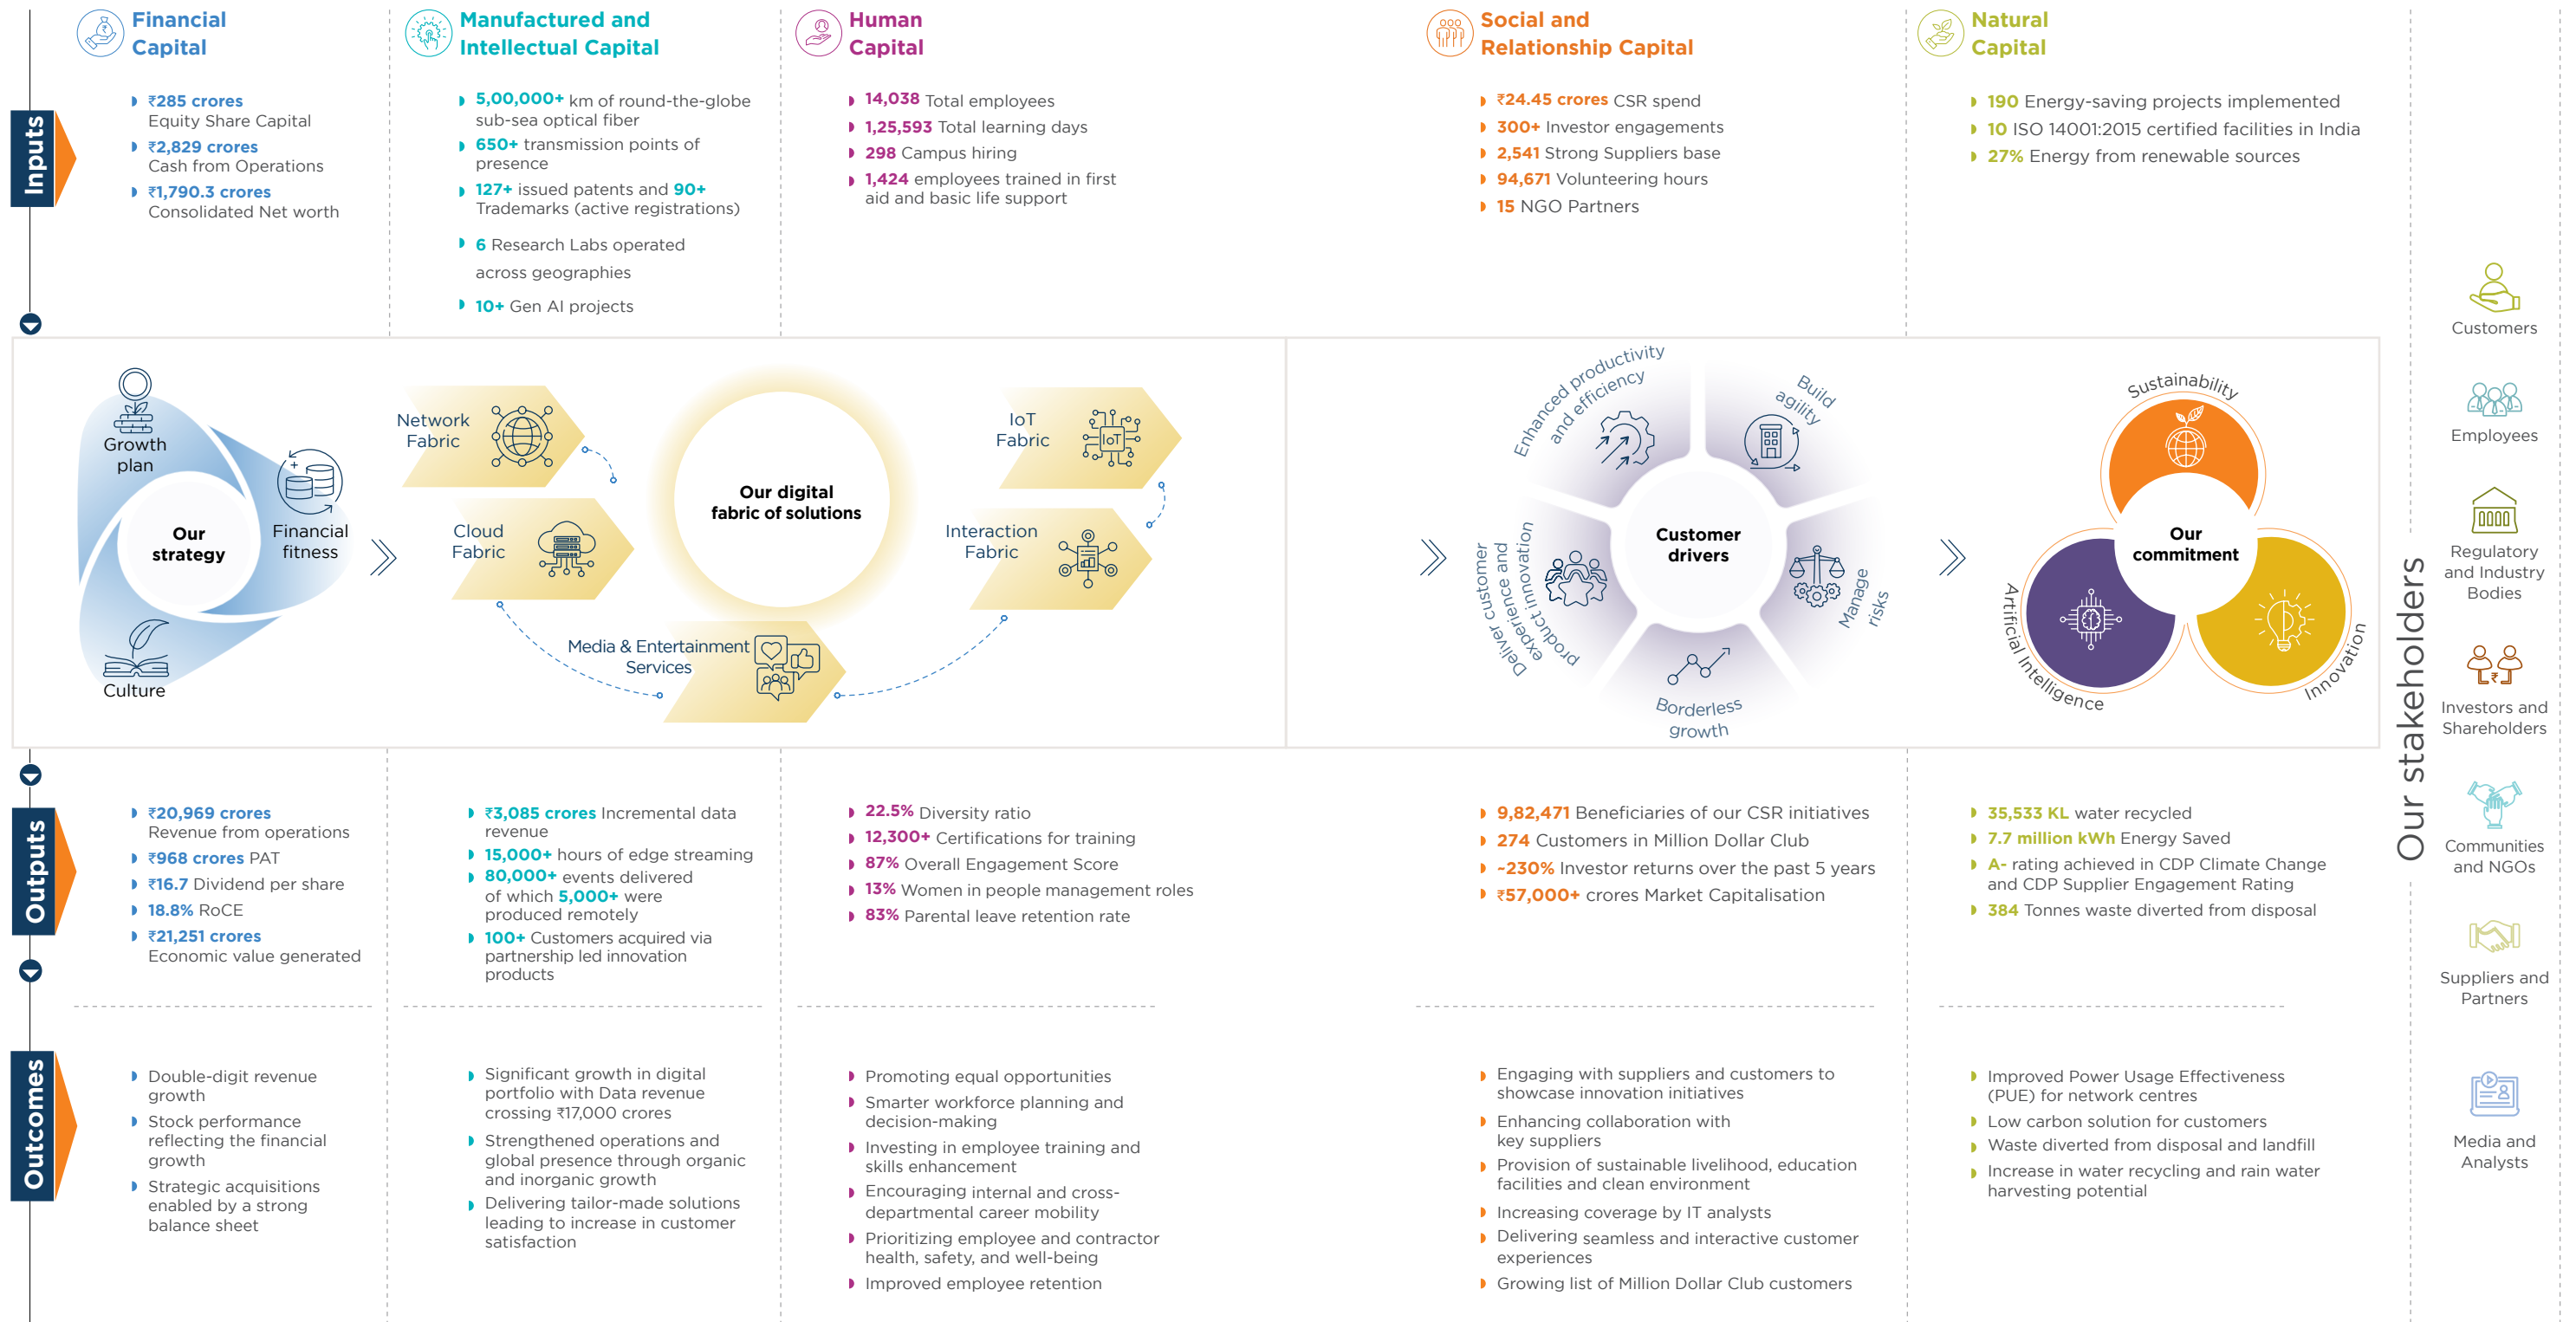 Financial
Capital
Manufactured and
Intellectual Capital
Human
Capital
Social and
Relationship Capital
Natural
Capital
Inputs
₹285 crores
Equity Share Capital
₹2,829 crores
Cash from Operations
₹1,790.3 crores
Consolidated Net worth
5,00,000+ km of round-the-globe
sub-sea optical fiber
650+ transmission points of
presence
127+ issued patents and 90+
Trademarks (active registrations)
6 Research Labs operated
across geographies
10+ Gen AI projects
14,038 Total employees
1,25,593 Total learning days
298 Campus hiring
1,424 employees trained in first
aid and basic life support
₹24.45 crores CSR spend
300+ Investor engagements
2,541 Strong Suppliers base
94,671 Volunteering hours
15 NGO Partners
190 Energy-saving projects implemented
10 ISO 14001:2015 certified facilities in India
27% Energy from renewable sources
Growth
plan
Our
strategy
Financial
fitness
Culture
Network
Fabric
Cloud
Fabric
Our digital
fabric of solutions
Media & Entertainment
Services
IoT
Fabric
IoT
Interaction
Fabric
Enhanced productivity
and efficiency
Build
agility
Customer
drivers
Deliver customer
experience and
product innovation
Manage
risks
Borderless
growth
Sustainability
Our
commitment
Artificial Intelligence
Innovation
Outputs
₹20,969 crores
Revenue from operations
₹968 crores PAT
₹16.7 Dividend per share
18.8% RoCE
₹21,251 crores
Economic value generated
₹3,085 crores Incremental data
revenue
15,000+ hours of edge streaming
80,000+ events delivered
of which 5,000+ were
produced remotely
100+ Customers acquired via
partnership led innovation
products
22.5% Diversity ratio
12,300+ Certifications for training
87% Overall Engagement Score
13% Women in people management roles
83% Parental leave retention rate
9,82,471 Beneficiaries of our CSR initiatives
274 Customers in Million Dollar Club
~230% Investor returns over the past 5 years
₹57,000+ crores Market Capitalisation
35,533 KL water recycled
7.7 million kWh Energy Saved
A- rating achieved in CDP Climate Change
and CDP Supplier Engagement Rating
384 Tonnes waste diverted from disposal
Outcomes
Double-digit revenue
growth
Stock performance
reflecting the financial
growth
Strategic acquisitions
enabled by a strong
balance sheet
Significant growth in digital
portfolio with Data revenue
crossing ₹17,000 crores
Strengthened operations and
global presence through organic
and inorganic growth
Delivering tailor-made solutions
leading to increase in customer
satisfaction
Promoting equal opportunities
Smarter workforce planning and
decision-making
Investing in employee training and
skills enhancement
Encouraging internal and cross-
departmental career mobility
Prioritizing employee and contractor
health, safety, and well-being
Improved employee retention
Engaging with suppliers and customers to
showcase innovation initiatives
Enhancing collaboration with
key suppliers
Provision of sustainable livelihood, education
facilities and clean environment
Increasing coverage by IT analysts
Delivering seamless and interactive customer
experiences
Growing list of Million Dollar Club customers
Improved Power Usage Effectiveness
(PUE) for network centres
Low carbon solution for customers
Waste diverted from disposal and landfill
Increase in water recycling and rain water
harvesting potential
Our stakeholders
Customers
Employees
Regulatory
and Industry
Bodies
Investors and
Shareholders
Communities
and NGOs
Suppliers and
Partners
Media and
Analysts